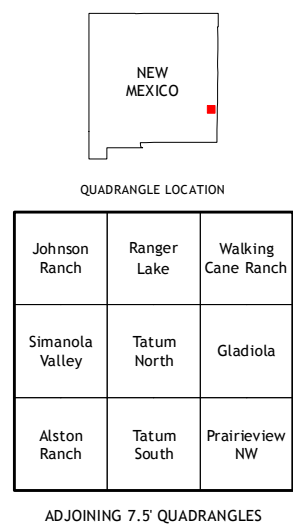 NEW
MEXICO
QUADRANGLE LOCATION
Johnson
Ranch
Ranger
Lake
Walking
Cane Ranch
Simanola
Valley
Tatum
North
Gladiola
Alston
Ranch
Tatum
South
Prairieview
NW
ADJOINING 7.5' QUADRANGLES